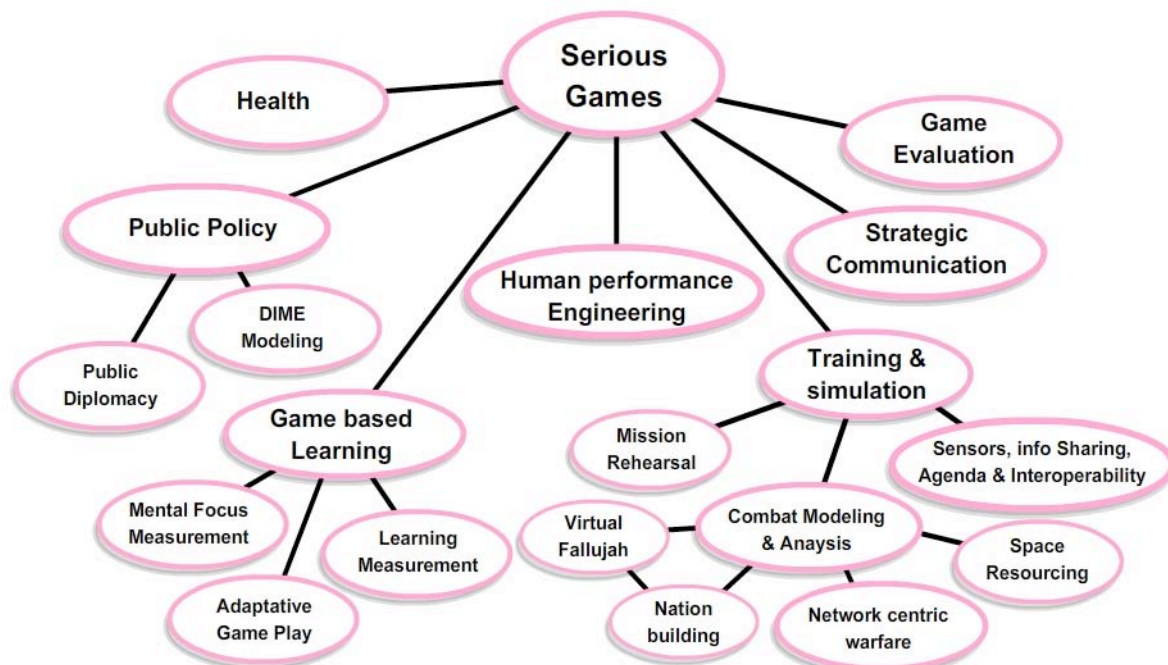 Serious
Games
Health
Game
Evaluation
Public Policy
Strategic
Communication
Human performance
Engineering
DIME
Modeling
Public
Diplomacy
Training &
simulation
Game based
Learning
Mission
Rehearsal
Sensors, info Sharing,
Agenda & Interoperability
Mental Focus
Measurement
Learning
Measurement
Virtual
Fallujah
Combat Modeling
& Anaysis
Space
Resourcing
Adaptative
Game Play
Nation
building
Network centric
warfare